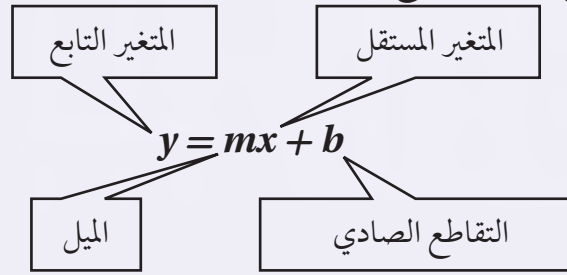 المتغير المستقل
المتغير التابع
y = mx + b
التقاطع الصادي
الميل